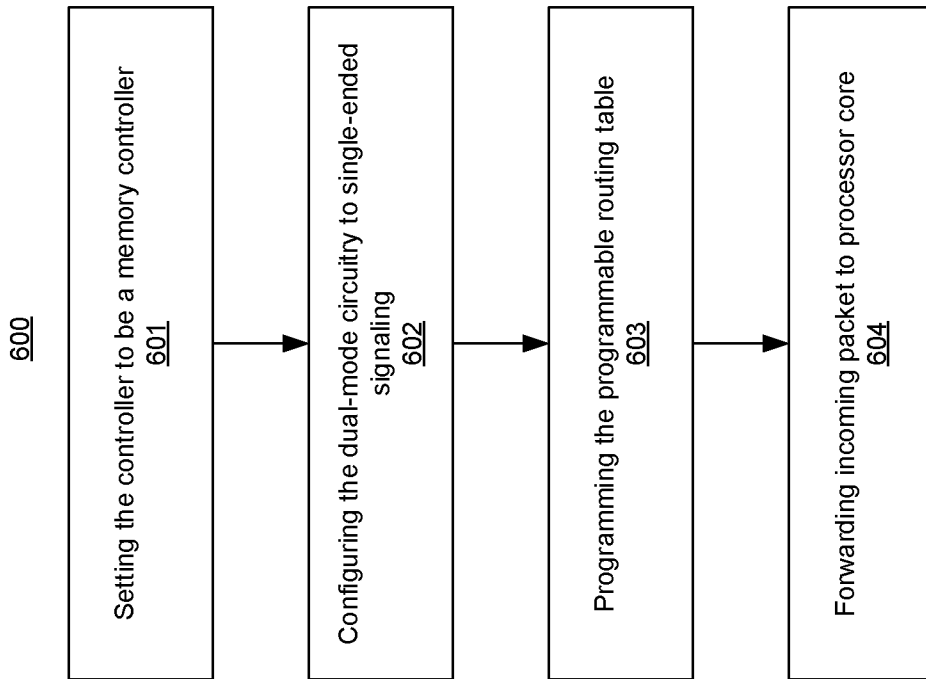 600
Setting the controller to be a memory controller
601
Configuring the dual-mode circuitry to single-ended
signaling
602
Programming the programmable routing table
603
Forwarding incoming packet to processor core
604